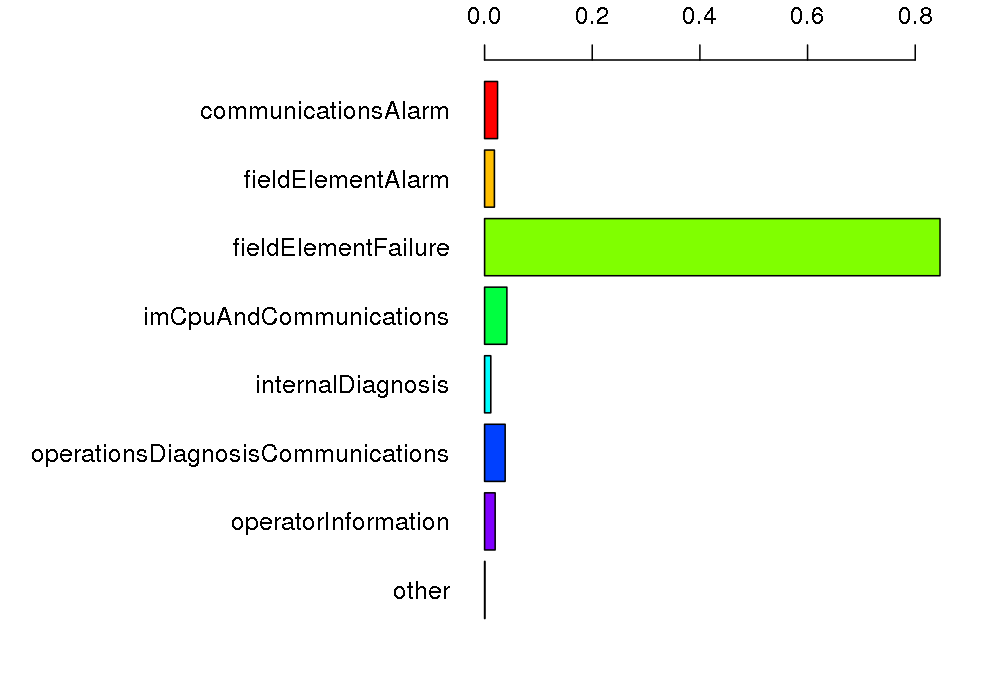 0.0 0.2 0.4 0.6 0.8
communicationsAlarm
fieldElementAlarm
fieldElementFailure
imCpuAndCommunications
internalDiagnosis
operationsDiagnosisCommunications
operatorInformation
other